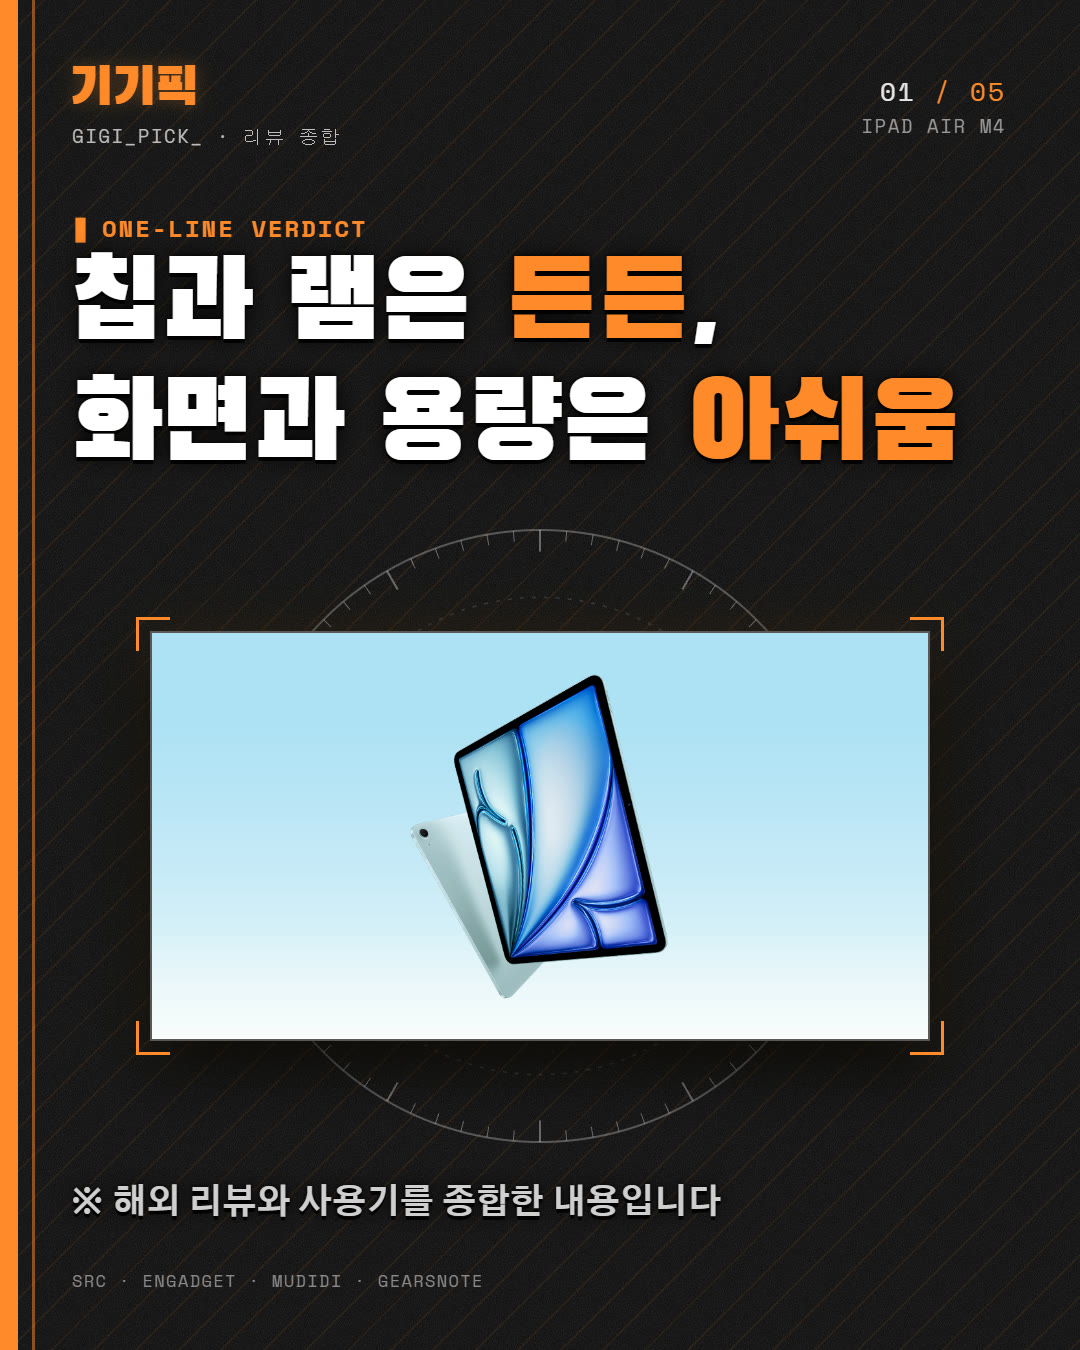 기기픽
GIGI_PICK_ · 리뷰 종합
01 / 05
IPAD AIR M4
ONE-LINE VERDICT
칩과 램은 든든,
화면과 용량은 아쉬움
※ 해외 리뷰와 사용기를 종합한 내용입니다
SRC · ENGADGET · MUDIDI · GEARSNOTE